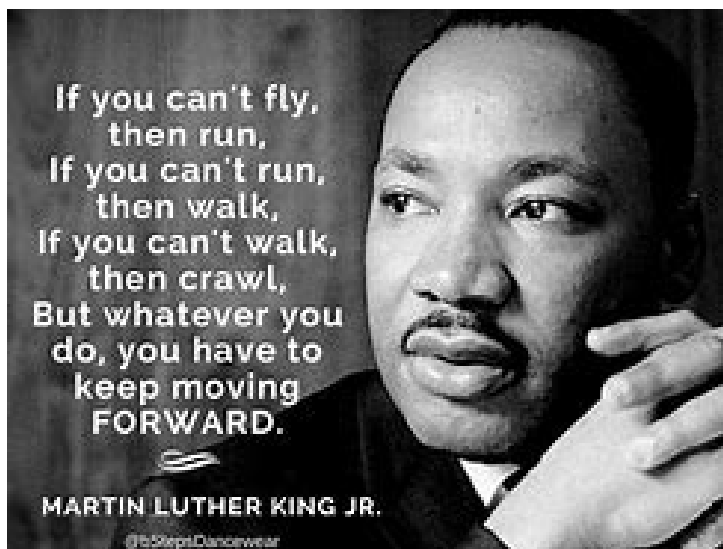 If you can't fly,
then run,
If you can't run,
then walk,
If you can't walk,
then crawl,
But whatever you
do, you have to
keep moving
FORWARD.
MARTIN LUTHER KING JR.
@bStepsDancewear